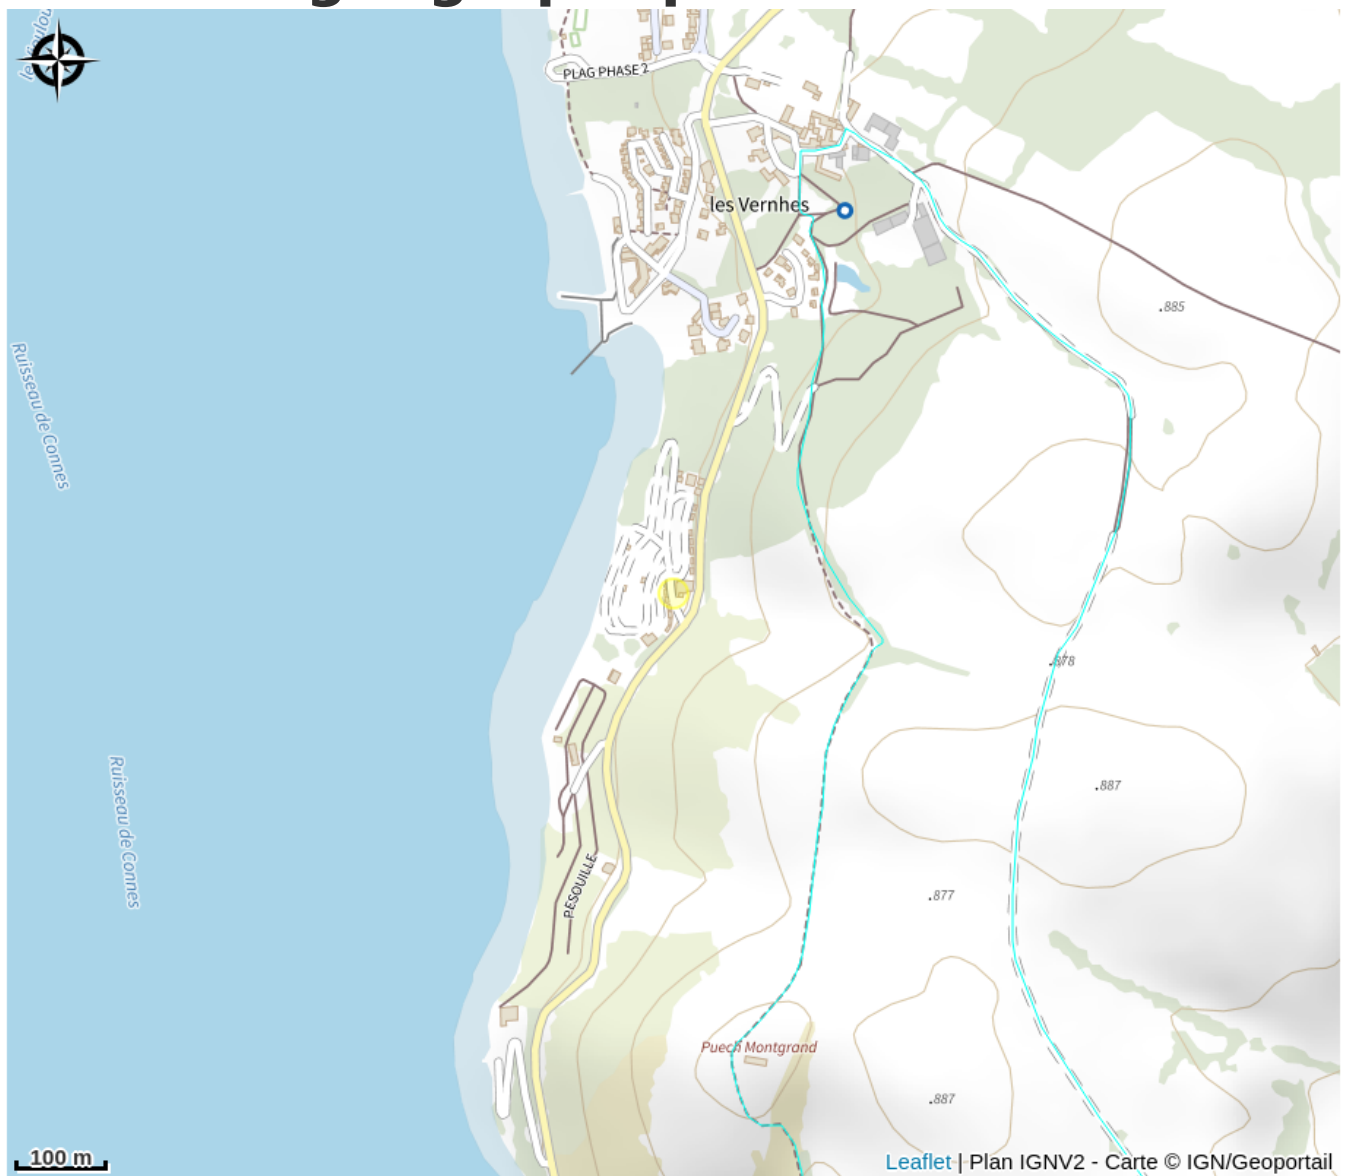 PLAG PHASE 2
les Vernhes
.885
Ruisseau de Connes
.878
.887
Ruisseau de Connes
.877
PESOUILLE
Puech Montgrand
.887
100 m
Leaflet | Plan IGNV2 - Carte © IGN/Geoportail